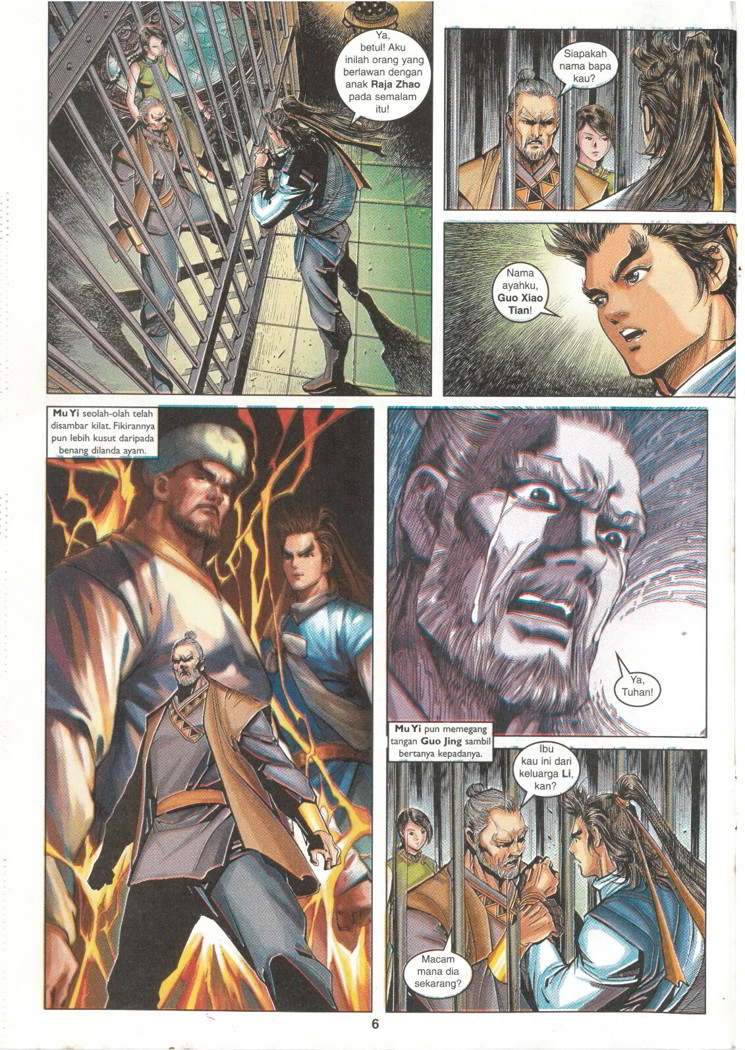 Ya,
betul! Aku
inilah orang yang
berlawan dengan
anak Raja Zhao
pada semalam
itu!
Siapakah
nama bapa
kau?
Nama
ayahku,
Guo Xiao
Tian!
Mu Yi seolah-olah telah
disambar kilat. Fikirannya
pun lebih kusut daripada
benang dilanda ayam.
Ya,
Tuhan!
Mu Yi pun memegang
tangan Guo Jing sambil
bertanya kepadanya.
Ibu
kau ini dari
keluarga Li,
kan?
Macam
mana dia
sekarang?
6